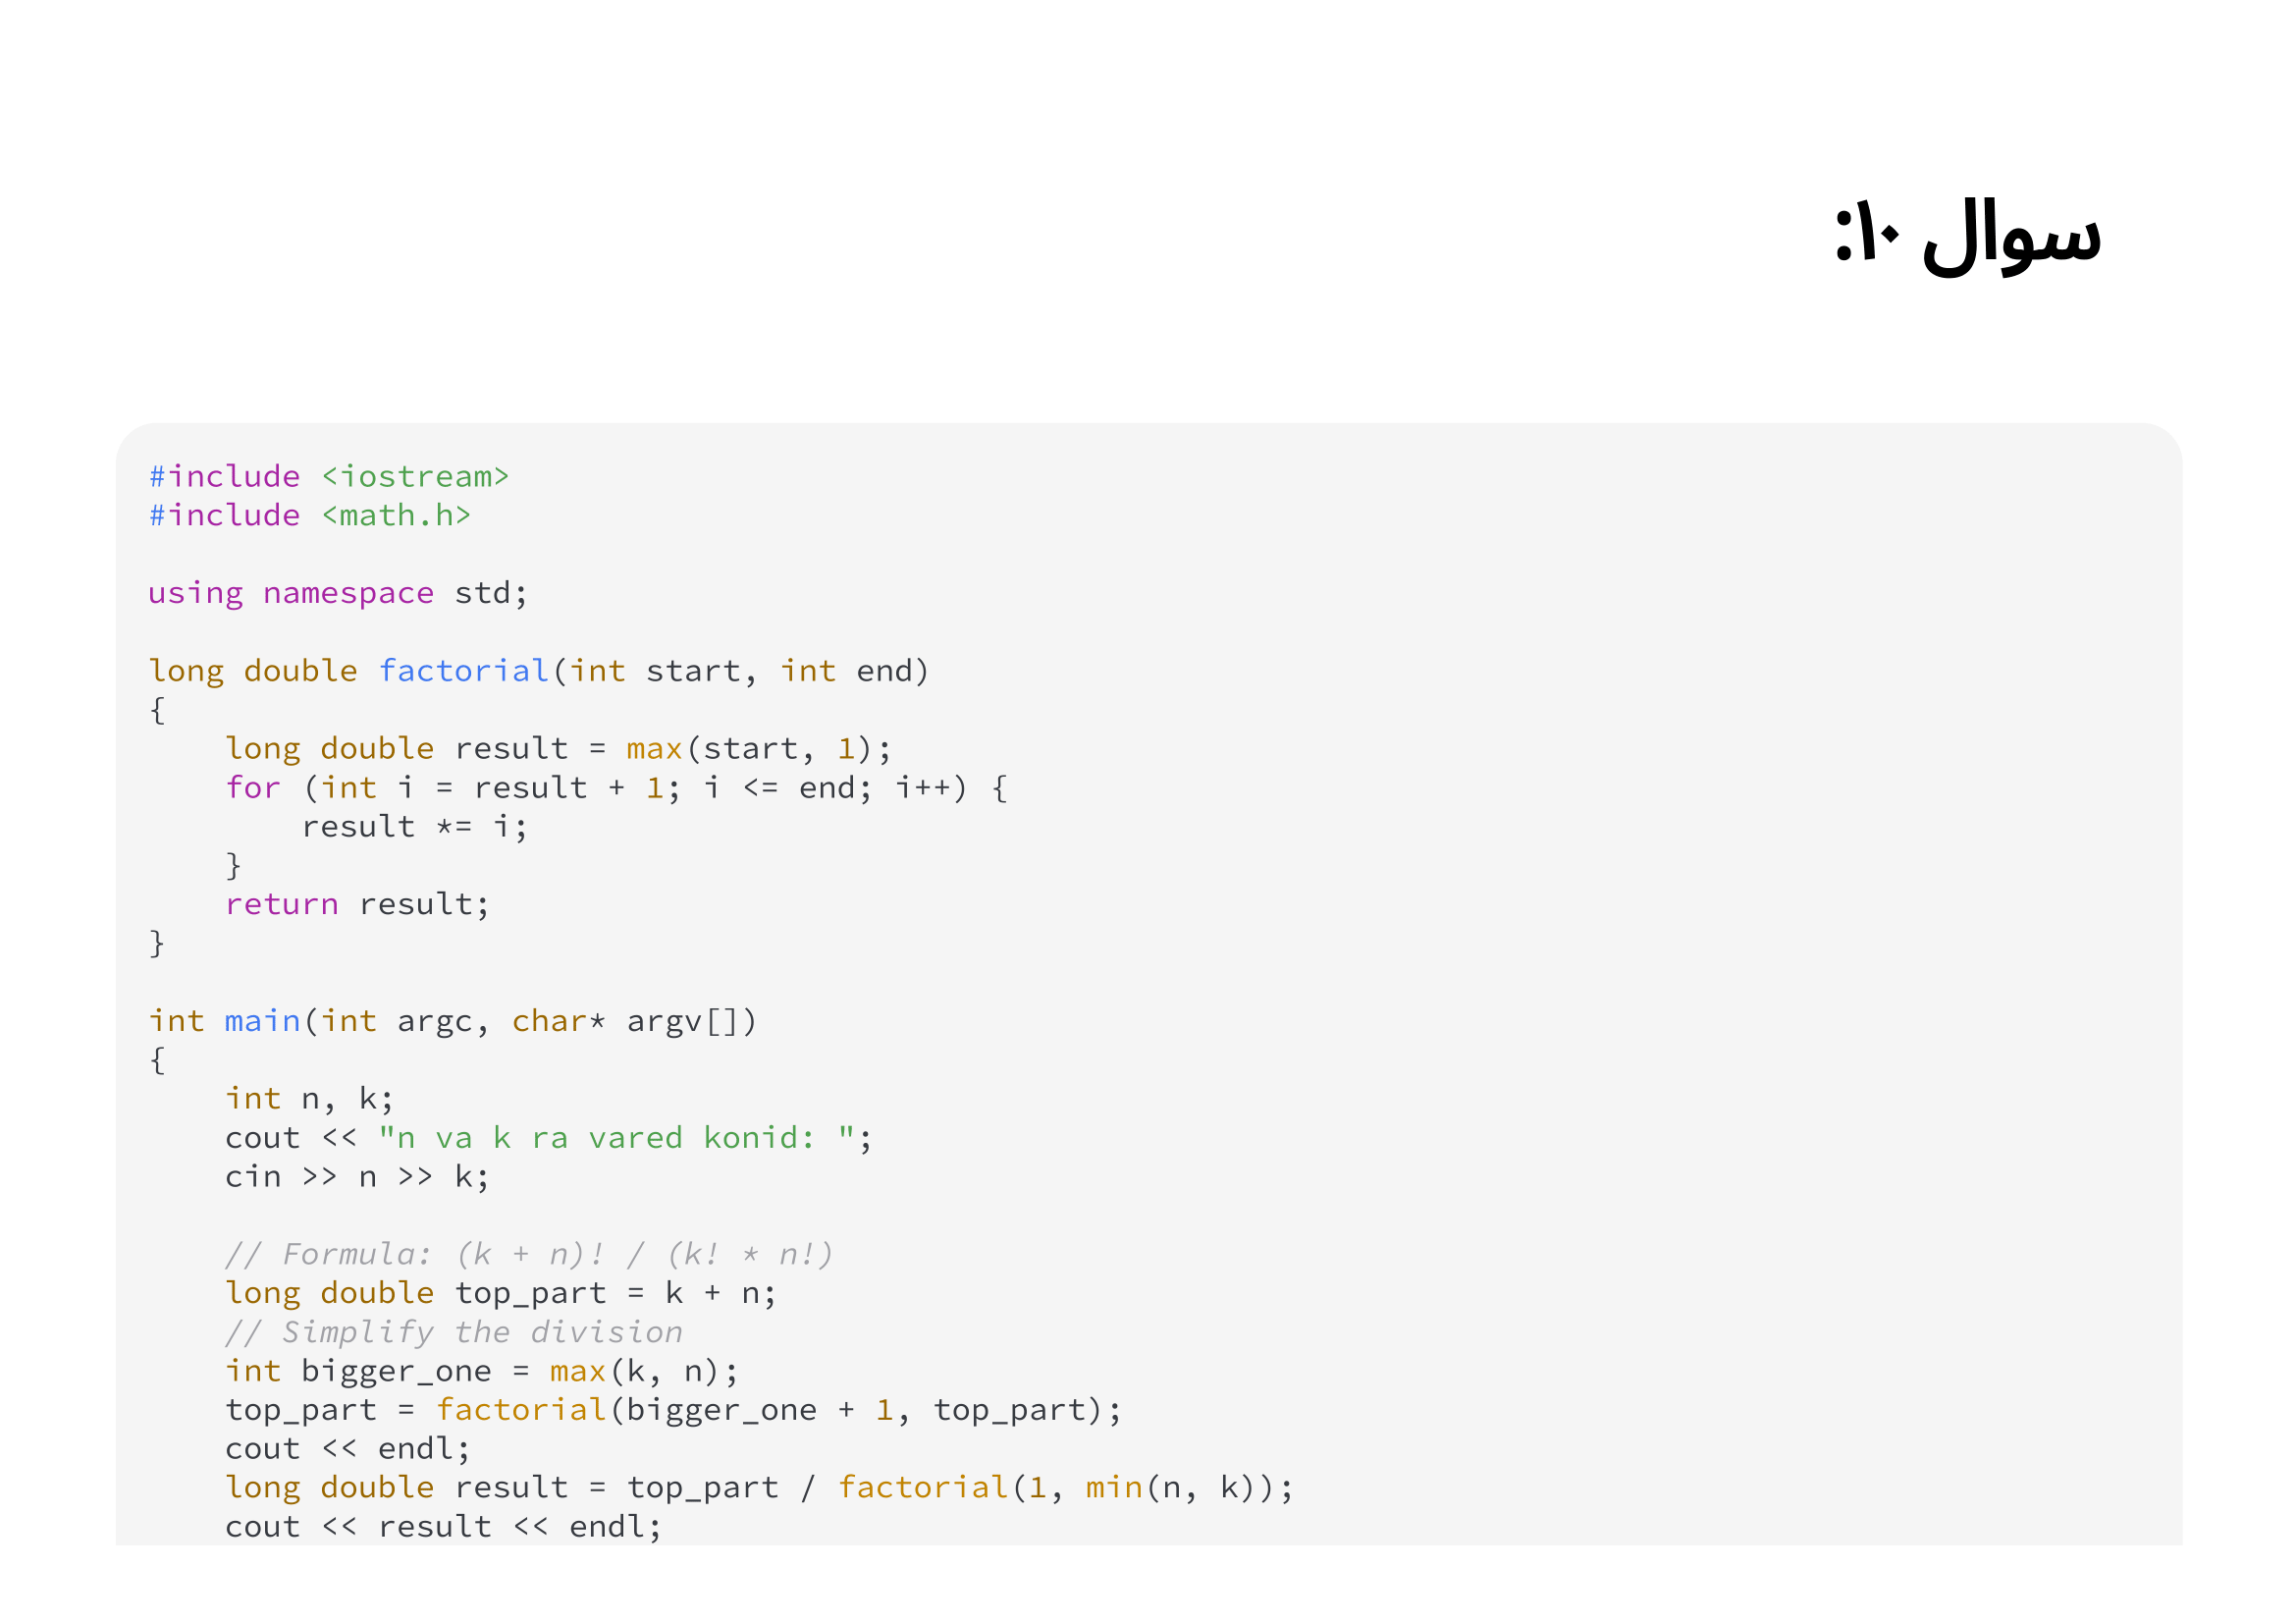 سوال ۱۰:
#include <iostream>
#include <math.h>
using namespace std;
long double factorial(int start, int end)
{
    long double result = max(start, 1);
    for (int i = result + 1; i <= end; i++) {
        result *= i;
    }
    return result;
}
int main(int argc, char* argv[])
{
    int n, k;
    cout << "n va k ra vared konid: ";
    cin >> n >> k;
    // Formula: (k + n)! / (k! * n!)
    long double top_part = k + n;
    // Simplify the division
    int bigger_one = max(k, n);
    top_part = factorial(bigger_one + 1, top_part);
    cout << endl;
    long double result = top_part / factorial(1, min(n, k));
    cout << result << endl;